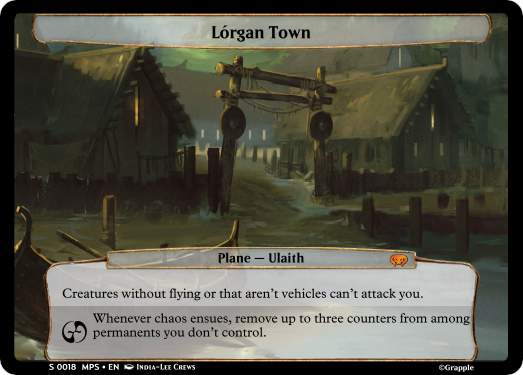 Lórgan Town
Plane — Ulaith
Creatures without flying or that aren't vehicles can't attack you.
Whenever chaos ensues, remove up to three counters from among
permanents you don't control.
S 0018 MPS • EN India-Lee Crews
©Grapple